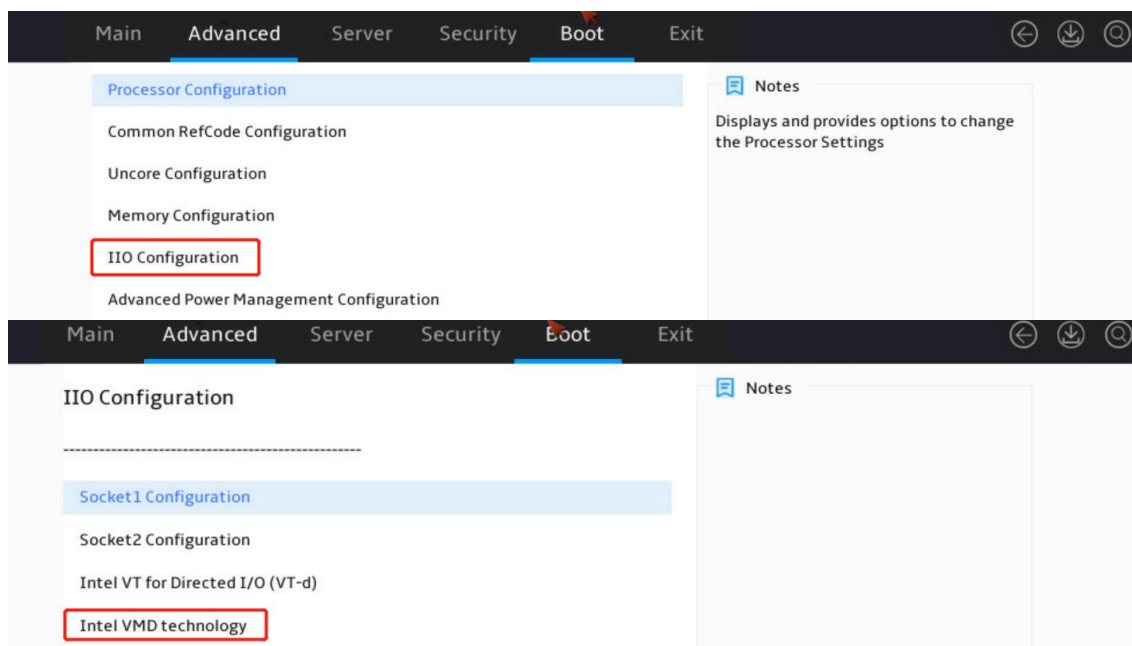 Main Advanced Server Security Boot Exit
Processor Configuration
Notes
Common RefCode Configuration
Displays and provides options to change
the Processor Settings
Uncore Configuration
Memory Configuration
IIO Configuration
Advanced Power Management Configuration
Main Advanced Server Security Boot Exit
IIO Configuration
Notes
--------------------------------------------------
Socket1 Configuration
Socket2 Configuration
Intel VT for Directed I/O (VT-d)
Intel VMD technology